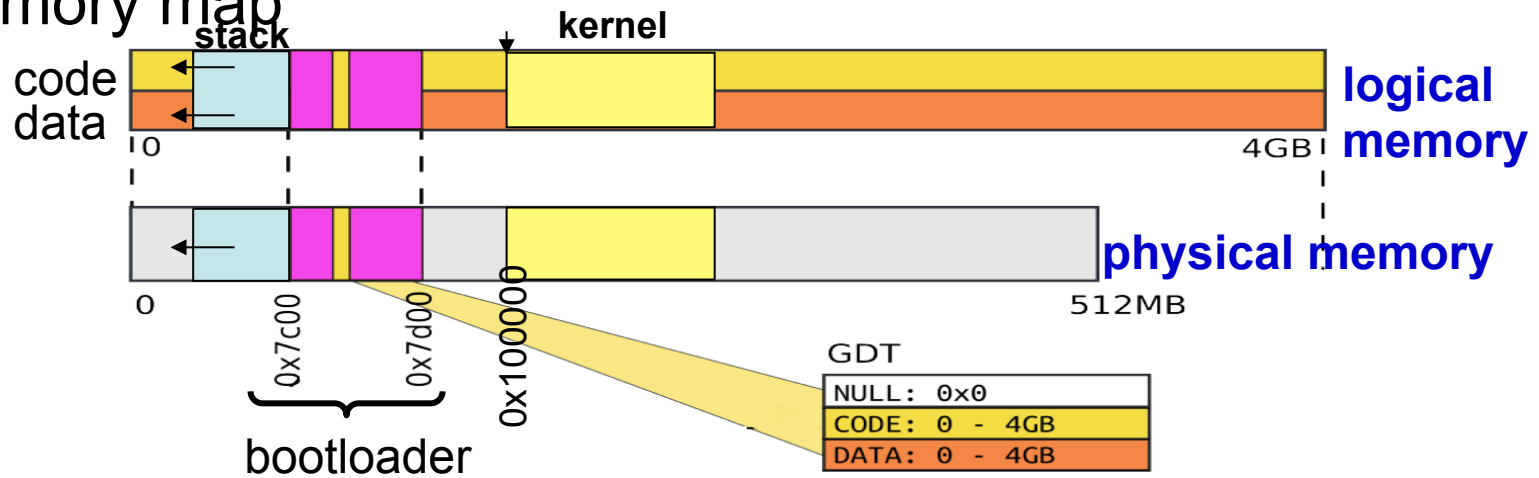 mory map
stack
kernel
code
data
logical
memory
0
4GB
physical memory
0
512MB
0x7c00
0x7d00
0x100000
bootloader
GDT
NULL: 0x0
CODE: 0 - 4GB
DATA: 0 - 4GB